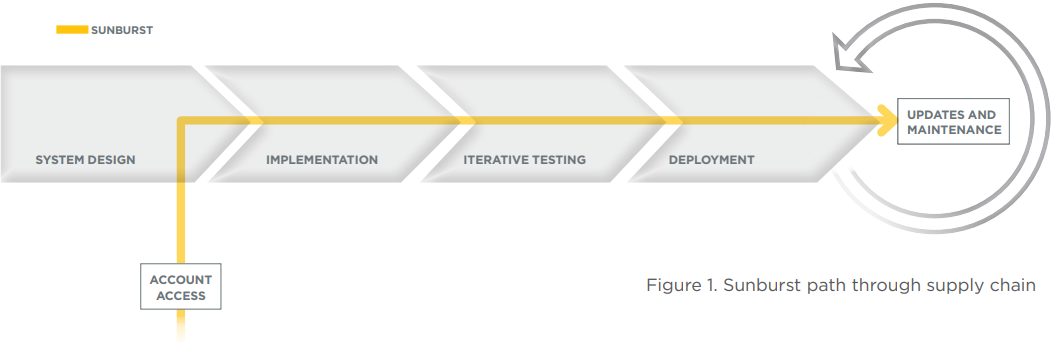 SUNBURST
SYSTEM DESIGN
IMPLEMENTATION
ITERATIVE TESTING
DEPLOYMENT
UPDATES AND
MAINTENANCE
ACCOUNT
ACCESS
Figure 1. Sunburst path through supply chain